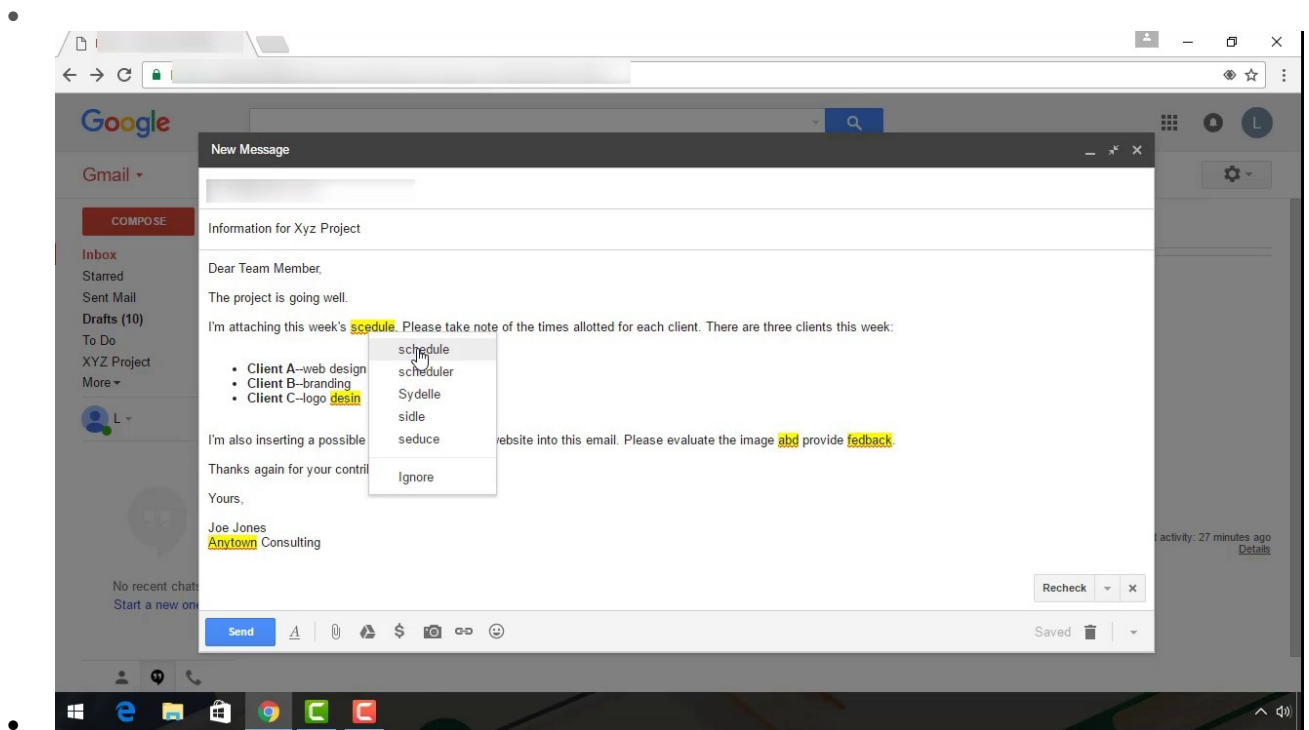 Google
L
New Message
Gmail
COMPOSE
Information for Xyz Project
Inbox
Starred
Sent Mail
Drafts (10)
To Do
XYZ Project
More
L
Dear Team Member,
The project is going well.
I'm attaching this week's scedule. Please take note of the times allotted for each client. There are three clients this week:
• Client A--web design
• Client B--branding
• Client C--logo desin
schedule
scheduler
Sydelle
sidle
seduce
Ignore
I'm also inserting a possible ebsite into this email. Please evaluate the image abd provide fedback.
Thanks again for your
Yours,
Joe Jones
Anytown Consulting
activity: 27 minutes ago
Details
No recent chats
Start a new one
Recheck
Send
Saved